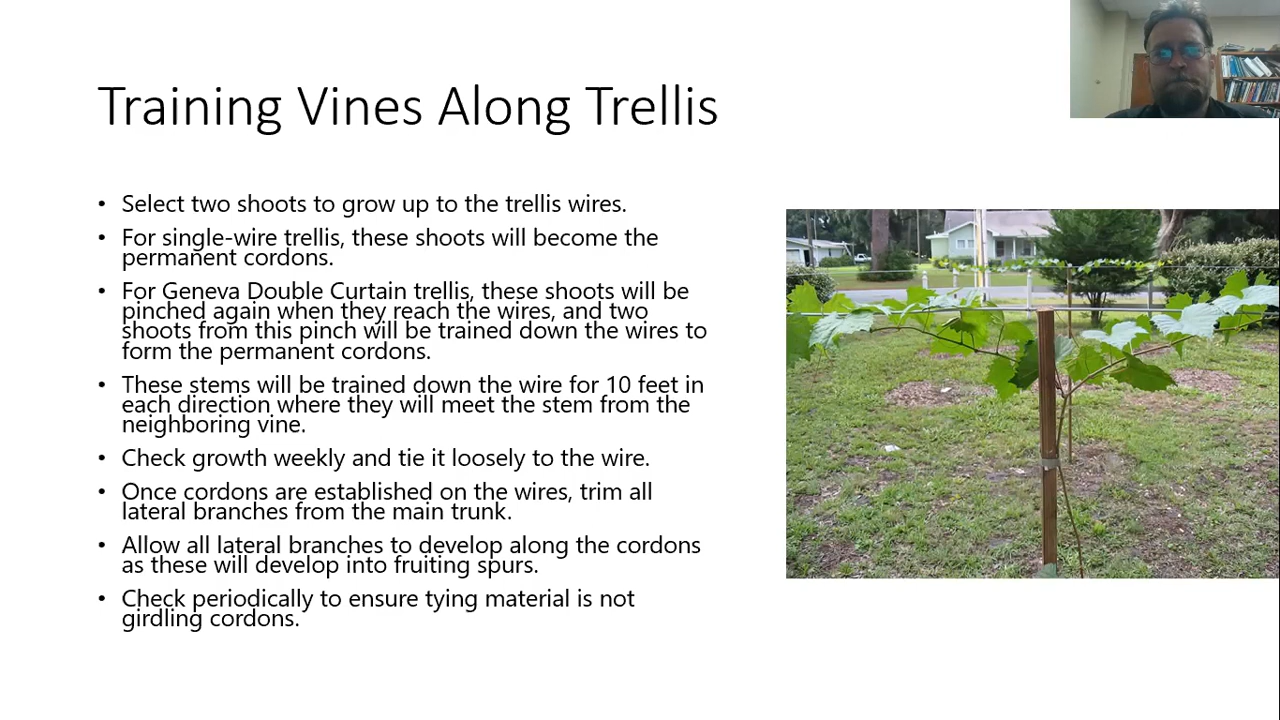 Training Vines Along Trellis
• Select two shoots to grow up to the trellis wires.
• For single-wire trellis, these shoots will become the
permanent cordons.
• For Geneva Double Curtain trellis, these shoots will be
pinched again when they reach the wires, and two
shoots from this pinch will be trained down the wires to
form the permanent cordons.
• These stems will be trained down the wire for 10 feet in
each direction where they will meet the stem from the
neighboring vine.
• Check growth weekly and tie it loosely to the wire.
• Once cordons are established on the wires, trim all
lateral branches from the main trunk.
• Allow all lateral branches to develop along the cordons
as these will develop into fruiting spurs.
• Check periodically to ensure tying material is not
girdling cordons.